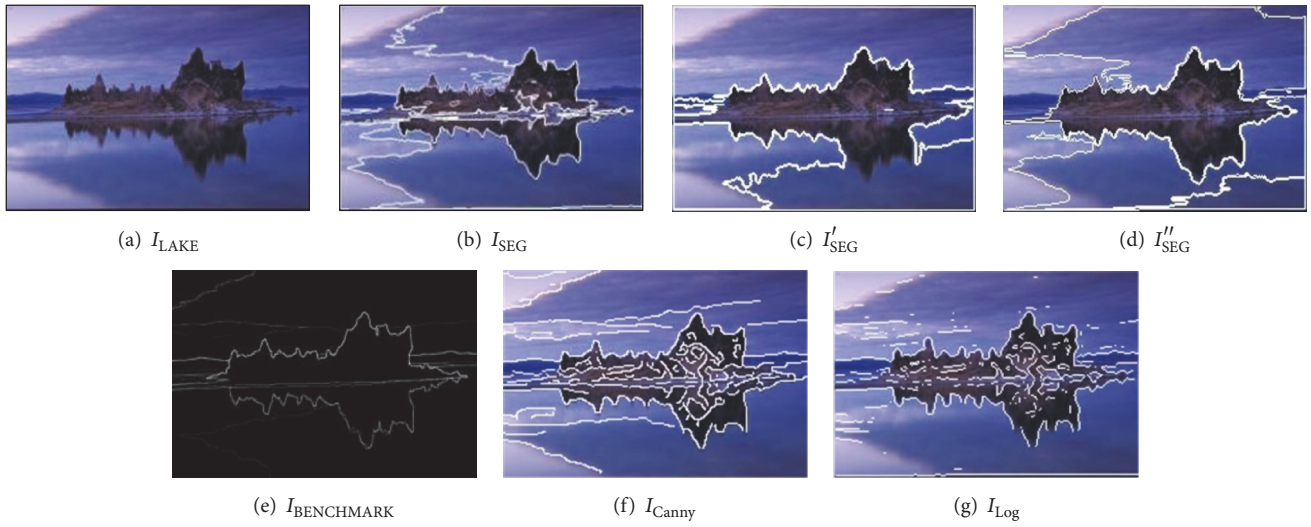 (a) I_LAKE
(b) I_SEG
(c) I′_SEG
(d) I″_SEG
(e) I_BENCHMARK
(f) I_Canny
(g) I_Log